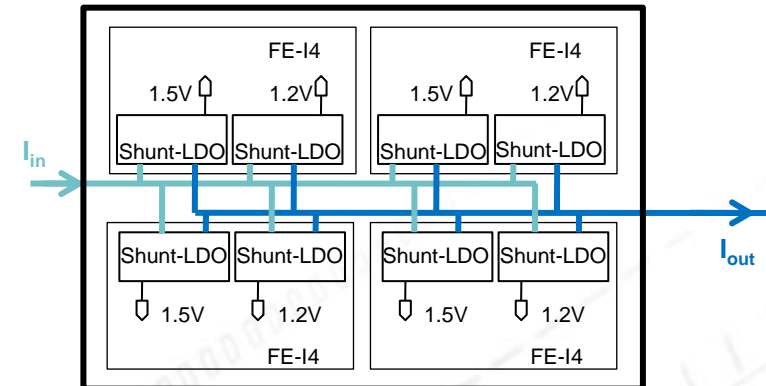 FE-I4 FE-I4
1.5V 1.2V 1.5V 1.2V
Shunt-LDO Shunt-LDO Shunt-LDO Shunt-LDO
Iin
Iout
Shunt-LDO Shunt-LDO Shunt-LDO Shunt-LDO
1.5V 1.2V 1.5V 1.2V
FE-I4 FE-I4